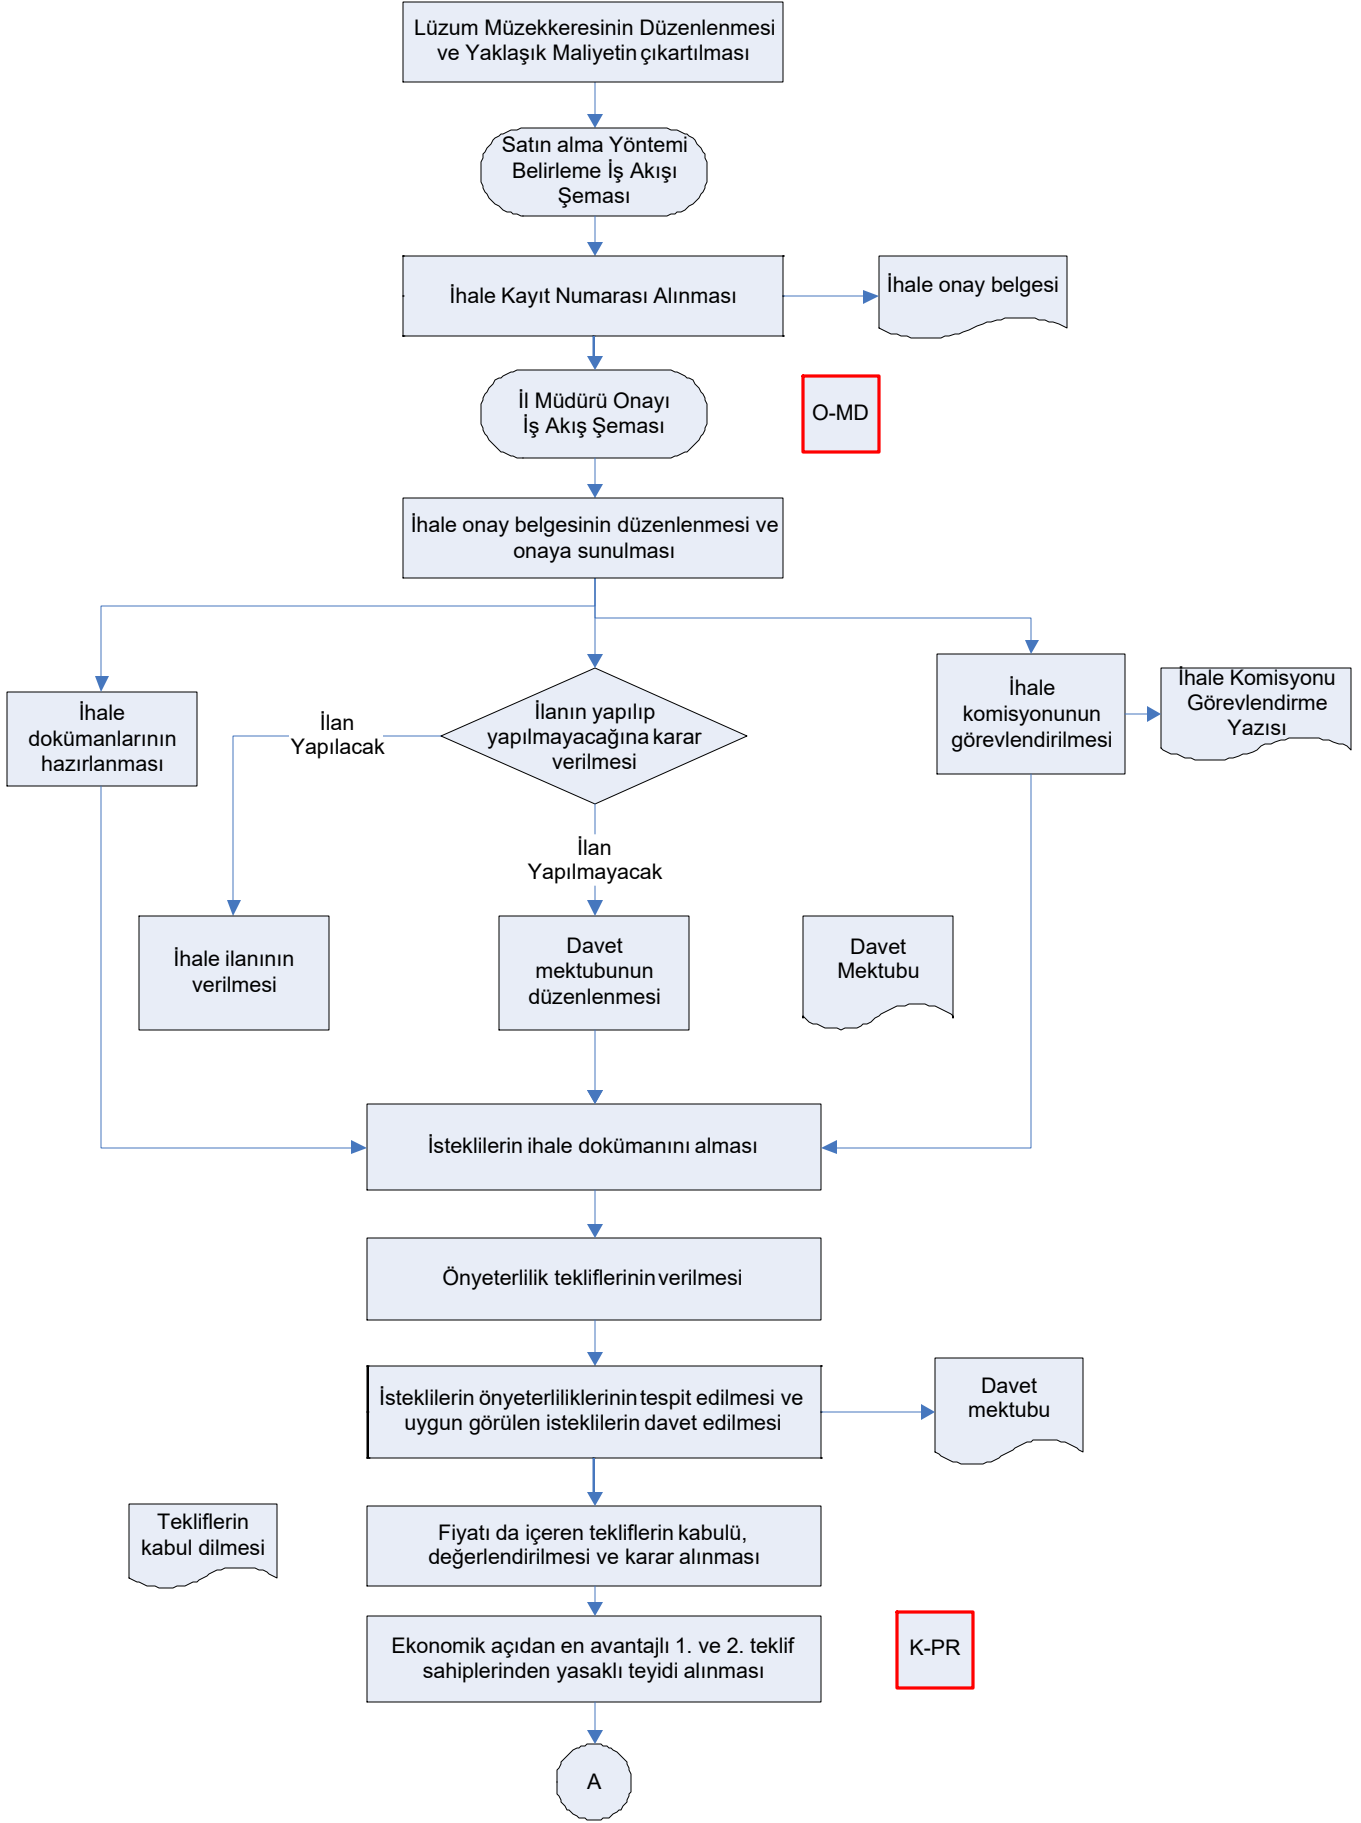 Lüzum Müzekkeresinin Düzenlenmesi
ve Yaklaşık Maliyetin çıkartılması
Satın alma Yöntemi
Belirleme İş Akışı
Şeması
İhale Kayıt Numarası Alınması
İhale onay belgesi
İl Müdürü Onayı
İş Akış Şeması
O-MD
İhale onay belgesinin düzenlenmesi ve
onaya sunulması
İhale
dokümanlarının
hazırlanması
İlan
Yapılacak
İlanın yapılıp
yapılmayacağına karar
verilmesi
İhale
komisyonunun
görevlendirilmesi
İhale Komisyonu
Görevlendirme
Yazısı
İlan
Yapılmayacak
İhale ilanının
verilmesi
Davet
mektubunun
düzenlenmesi
Davet
Mektubu
İsteklilerin ihale dokümanını alması
Önyeterlilik tekliflerinin verilmesi
İsteklilerin önyeterliliklerinin tespit edilmesi ve
uygun görülen isteklilerin davet edilmesi
Davet
mektubu
Tekliflerin
kabul dilmesi
Fiyatı da içeren tekliflerin kabulü,
değerlendirilmesi ve karar alınması
Ekonomik açıdan en avantajlı 1. ve 2. teklif
sahiplerinden yasaklı teyidi alınması
K-PR
A